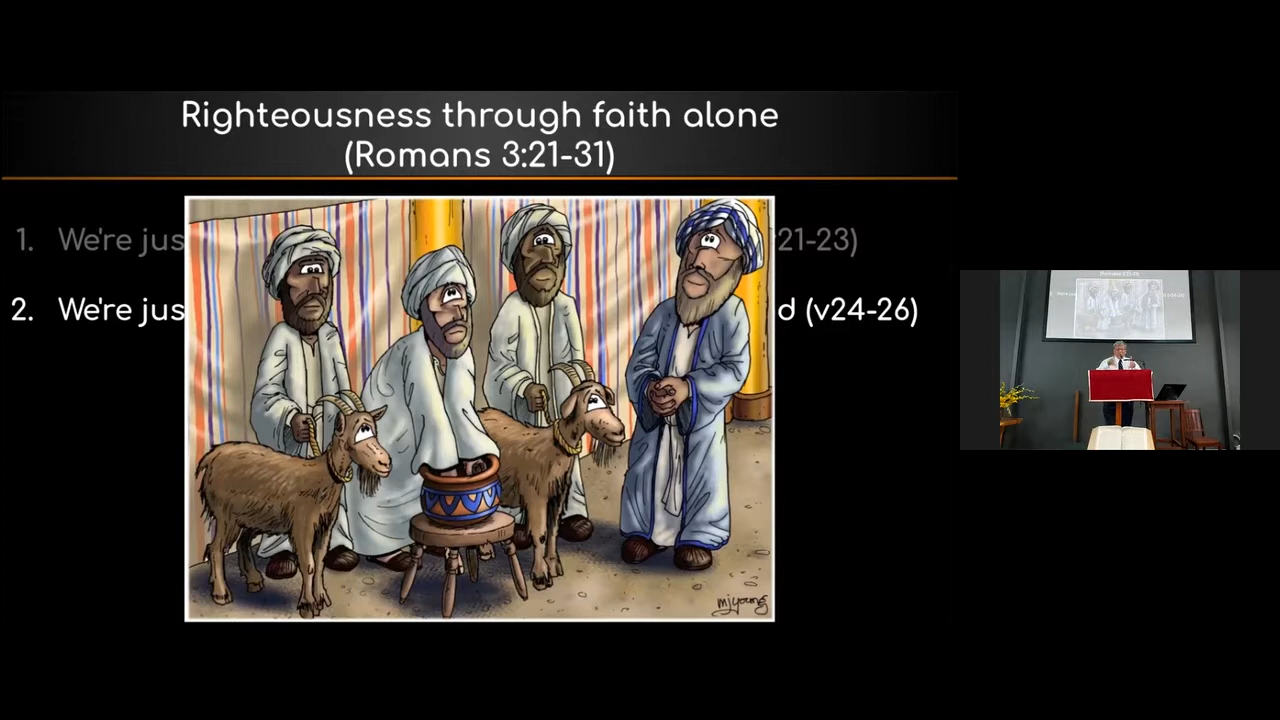 Righteousness through faith alone
(Romans 3:21-31)
1. We're jus 21-23)
2. We're jus d (v24-26)
mjyoung